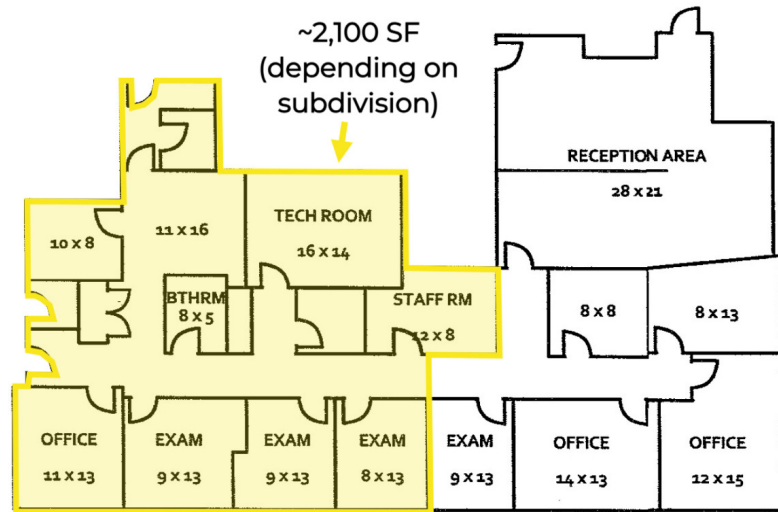 ~2,100 SF
(depending on
subdivision)
RECEPTION AREA
28 x 21
10 x 8
11 x 16
TECH ROOM
16 x 14
BTHRM
8 x 5
STAFF RM
12 x 8
8 x 8
8 x 13
OFFICE
11 x 13
EXAM
9 x 13
EXAM
9 x 13
EXAM
8 x 13
EXAM
9 x 13
OFFICE
14 x 13
OFFICE
12 x 15